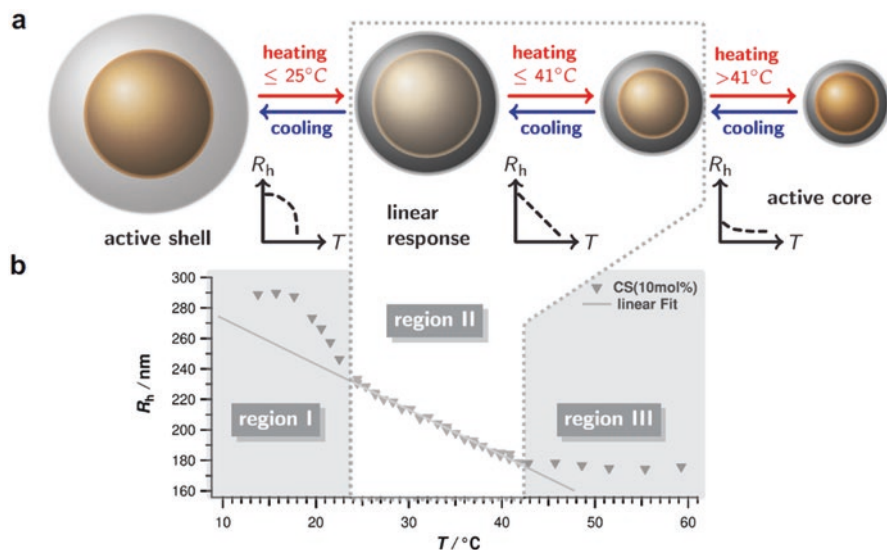 a
heating
≤ 25°C
cooling
heating
≤ 41°C
cooling
heating
>41°C
cooling
Rh
T
Rh
T
Rh
T
active shell
linear
response
active core
b
300
280
260
240
220
200
180
160
Rh / nm
region I
region II
region III
CS(10mol%)
linear Fit
10
20
30
40
50
60
T / °C